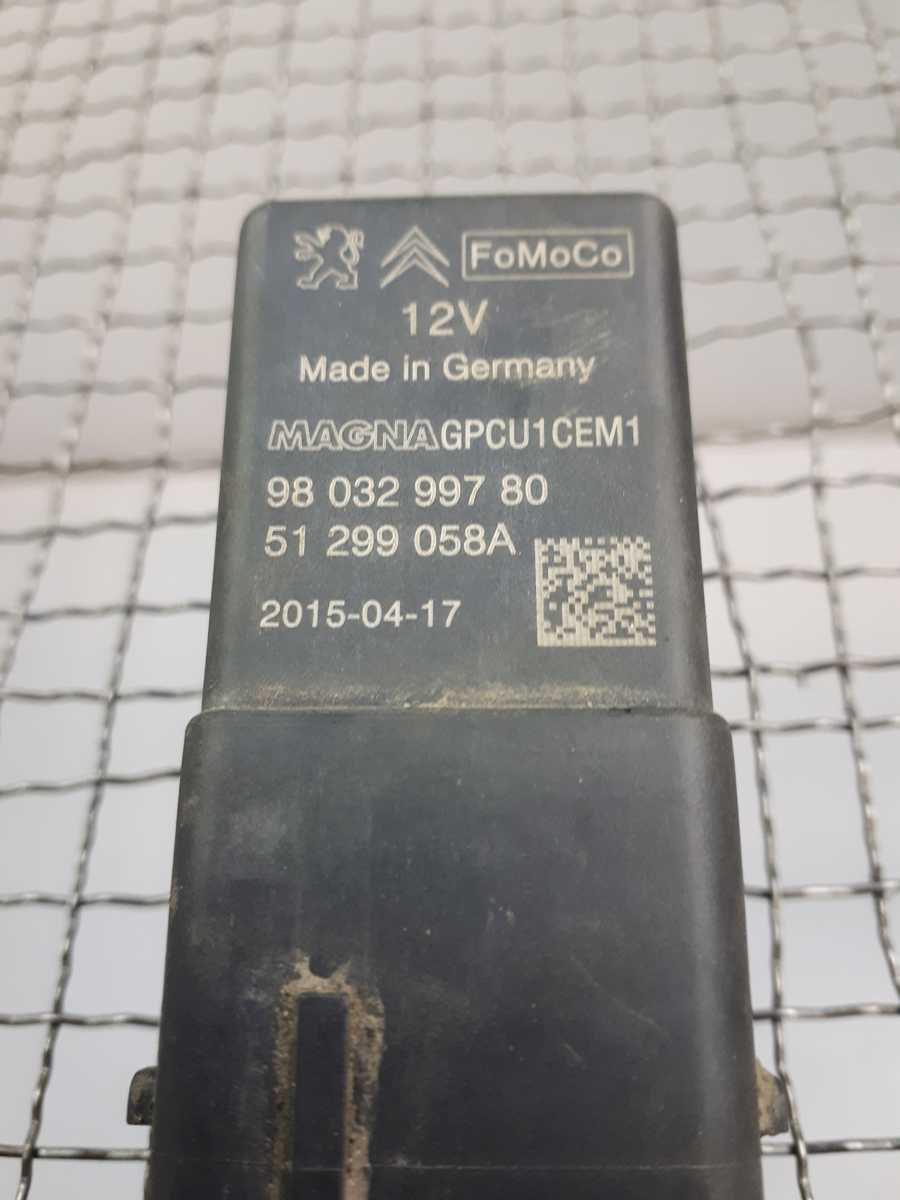 FoMoCo
12V
Made in Germany
MAGNAGPCU1CEM1
98 032 997 80
51 299 058A
2015-04-17